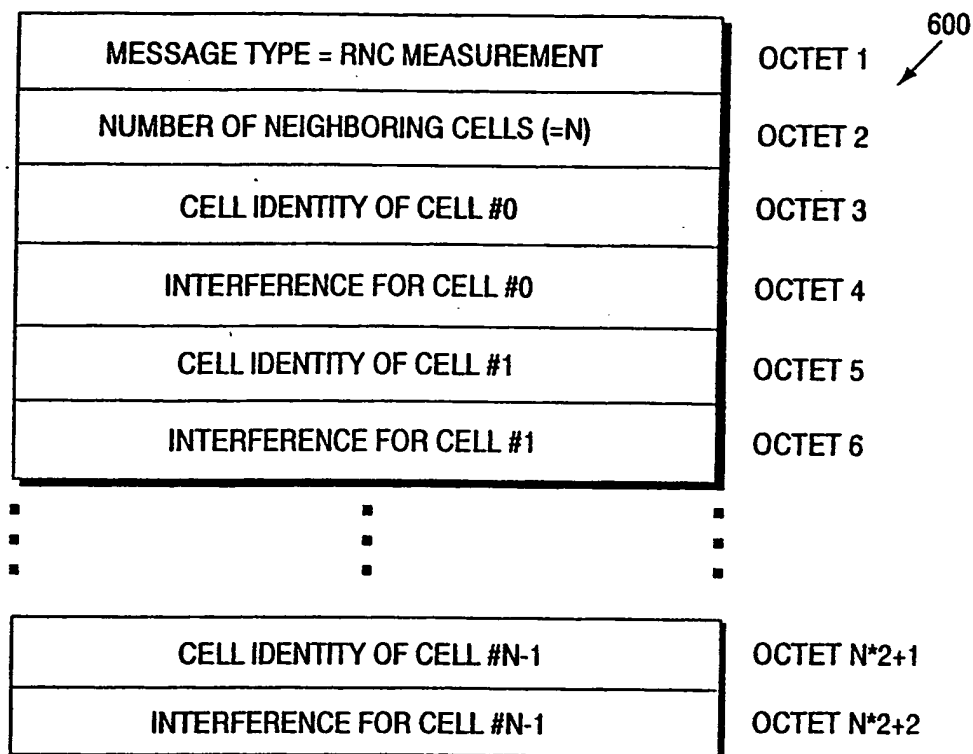 600
MESSAGE TYPE = RNC MEASUREMENT OCTET 1
NUMBER OF NEIGHBORING CELLS (=N) OCTET 2
CELL IDENTITY OF CELL #0 OCTET 3
INTERFERENCE FOR CELL #0 OCTET 4
CELL IDENTITY OF CELL #1 OCTET 5
INTERFERENCE FOR CELL #1 OCTET 6
CELL IDENTITY OF CELL #N-1 OCTET N*2+1
INTERFERENCE FOR CELL #N-1 OCTET N*2+2